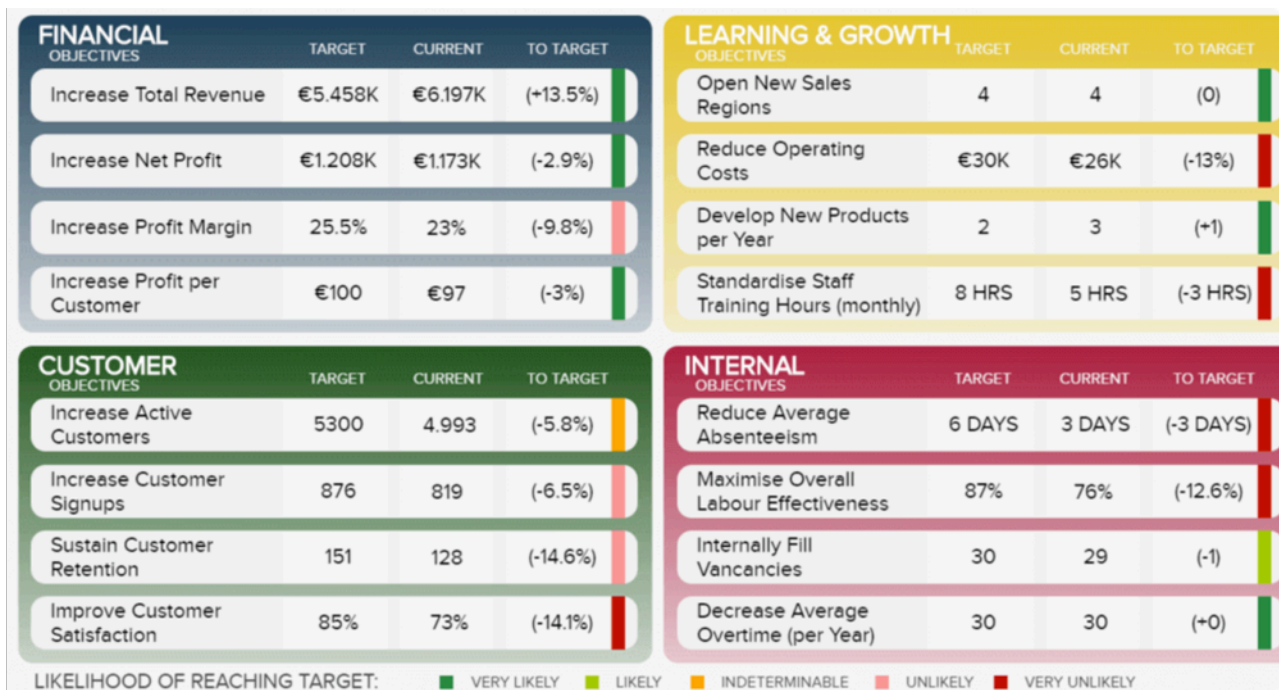 FINANCIAL
OBJECTIVES TARGET CURRENT TO TARGET
Increase Total Revenue €5.458K €6.197K (+13.5%)
Increase Net Profit €1.208K €1.173K (-2.9%)
Increase Profit Margin 25.5% 23% (-9.8%)
Increase Profit per
Customer €100 €97 (-3%)
LEARNING & GROWTH
OBJECTIVES TARGET CURRENT TO TARGET
Open New Sales
Regions 4 4 (0)
Reduce Operating
Costs €30K €26K (-13%)
Develop New Products
per Year 2 3 (+1)
Standardise Staff
Training Hours (monthly) 8 HRS 5 HRS (-3 HRS)
CUSTOMER
OBJECTIVES TARGET CURRENT TO TARGET
Increase Active
Customers 5300 4.993 (-5.8%)
Increase Customer
Signups 876 819 (-6.5%)
Sustain Customer
Retention 151 128 (-14.6%)
Improve Customer
Satisfaction 85% 73% (-14.1%)
INTERNAL
OBJECTIVES TARGET CURRENT TO TARGET
Reduce Average
Absenteeism 6 DAYS 3 DAYS (-3 DAYS)
Maximise Overall
Labour Effectiveness 87% 76% (-12.6%)
Internally Fill
Vancancies 30 29 (-1)
Decrease Average
Overtime (per Year) 30 30 (+0)
LIKELIHOOD OF REACHING TARGET: VERY LIKELY LIKELY INDETERMINABLE UNLIKELY VERY UNLIKELY